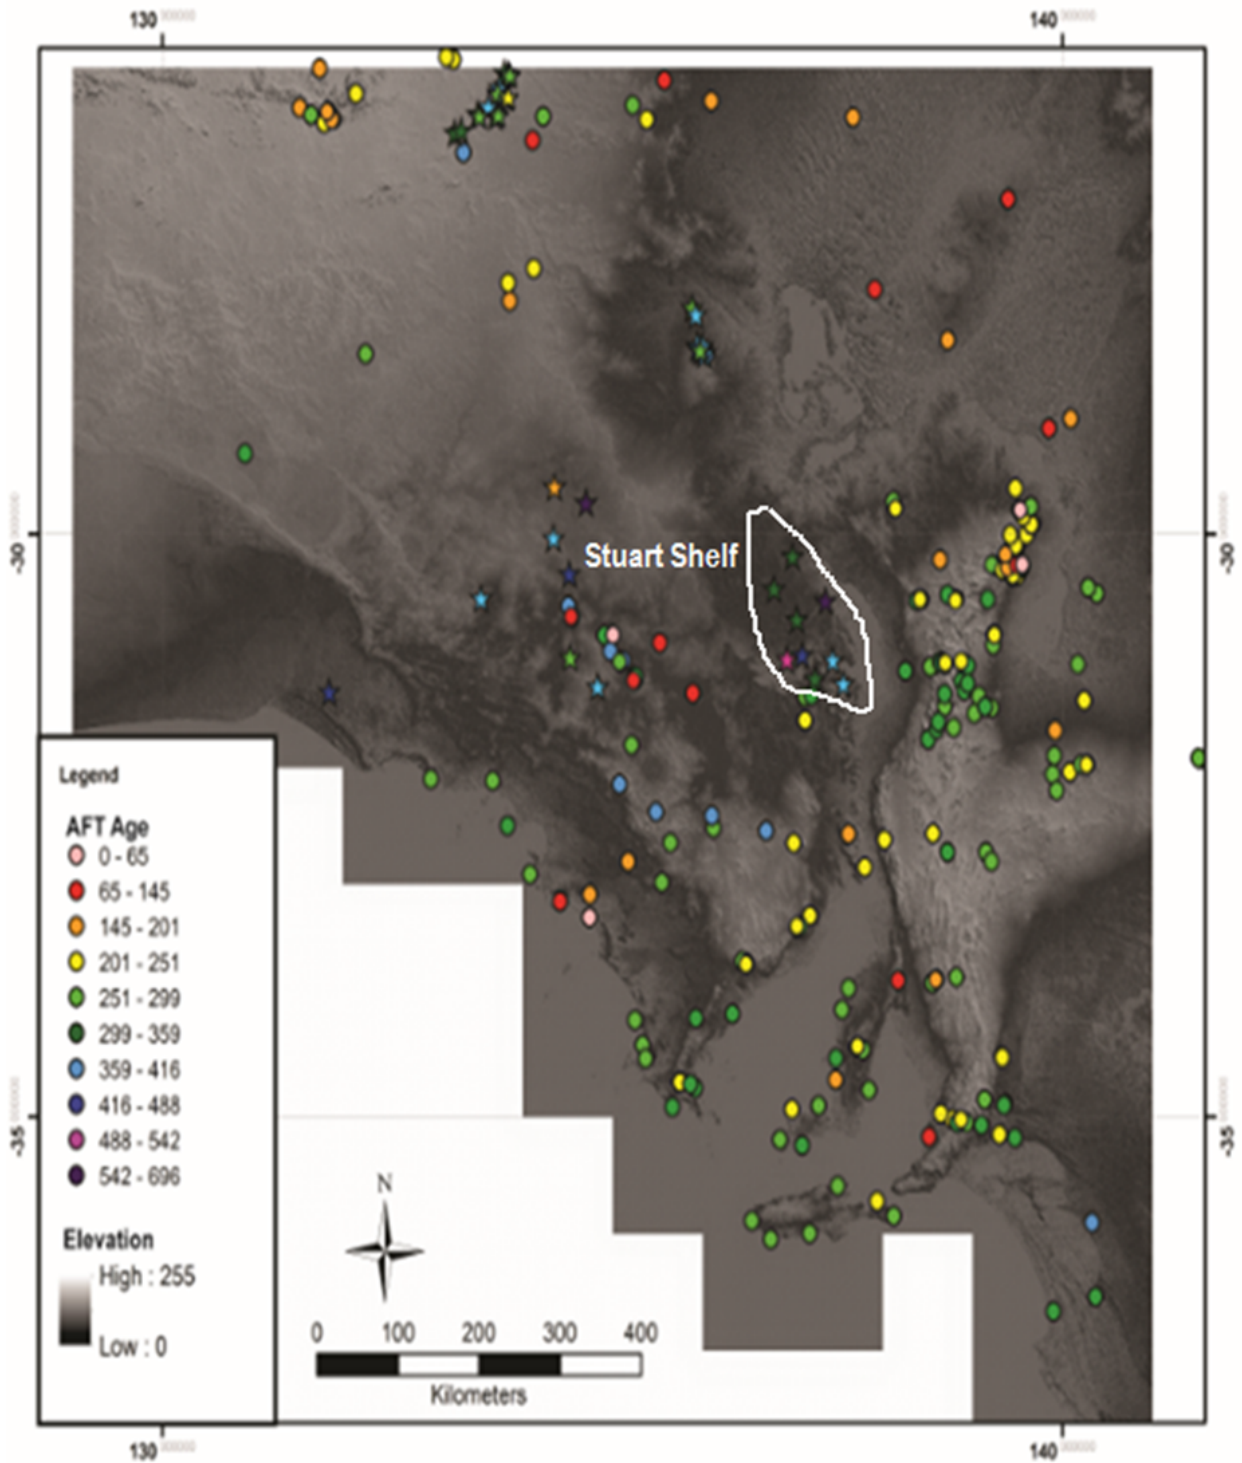 130 140
-30 Stuart Shelf -30
Legend
AFT Age
0 - 65
65 - 145
145 - 201
201 - 251
251 - 299
299 - 359
359 - 416
416 - 488
488 - 542
542 - 696
-35 -35
Elevation
High : 255
Low : 0
N
0 100 200 300 400
Kilometers
130 140